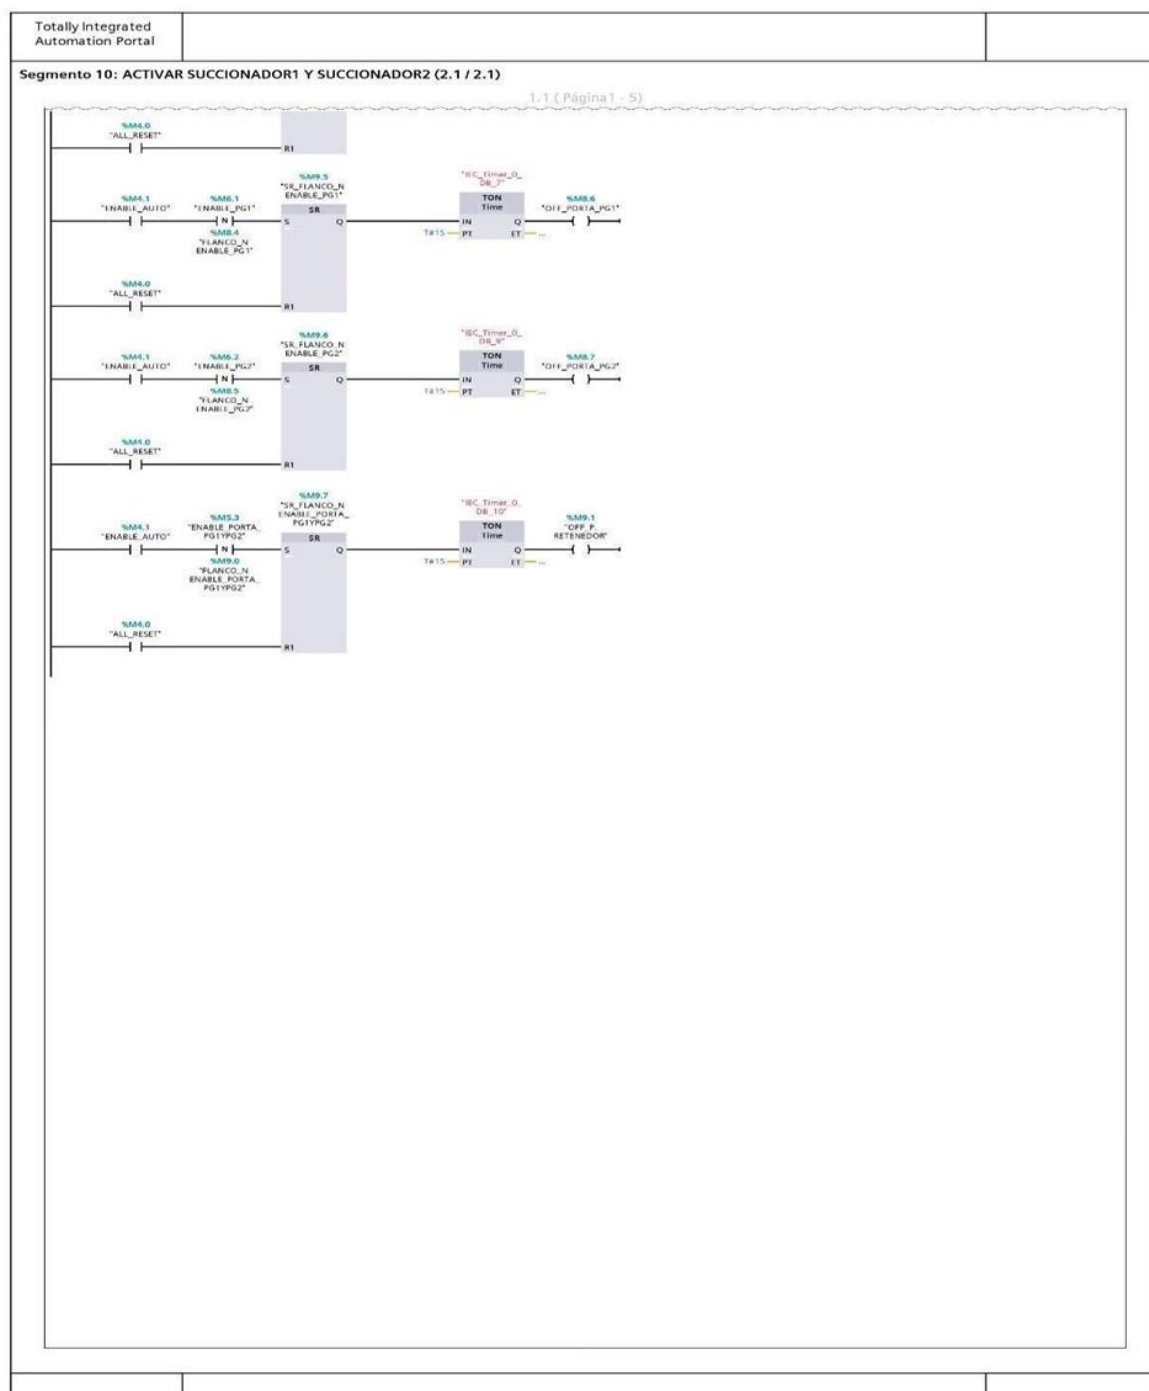 Totally Integrated
Automation Portal
Segmento 10: ACTIVAR SUCCIONADOR1 Y SUCCIONADOR2 (2.1 / 2.1)
1.1 ( Página1 - 5)
%M4.0
"ALL_RESET"
R1
%M9.5
"SR_FLANCO_N
ENABLE_PG1"
"IEC_Timer_0_
DB_7"
%M4.1
"ENABLE_AUTO"
%M6.1
"ENABLE_PG1"
SR
TON
Time
%M8.6
"OFF_PORTA_PG1"
N
S
Q
IN
Q
%M8.4
"FLANCO_N
ENABLE_PG1"
T#1S
PT
ET
...
%M4.0
"ALL_RESET"
R1
%M9.6
"SR_FLANCO_N
ENABLE_PG2"
"IEC_Timer_0_
DB_9"
%M4.1
"ENABLE_AUTO"
%M6.2
"ENABLE_PG2"
SR
TON
Time
%M8.7
"OFF_PORTA_PG2"
N
S
Q
IN
Q
%M8.5
"FLANCO_N
ENABLE_PG2"
T#1S
PT
ET
...
%M4.0
"ALL_RESET"
R1
%M9.7
"SR_FLANCO_N
ENABLE_PORTA_
PG1YPG2"
"IEC_Timer_0_
DB_10"
%M4.1
"ENABLE_AUTO"
%M5.3
"ENABLE_PORTA_
PG1YPG2"
SR
TON
Time
%M9.1
"OFF_P.
RETENEDOR"
N
S
Q
IN
Q
%M9.0
"FLANCO_N
ENABLE_PORTA_
PG1YPG2"
T#1S
PT
ET
...
%M4.0
"ALL_RESET"
R1